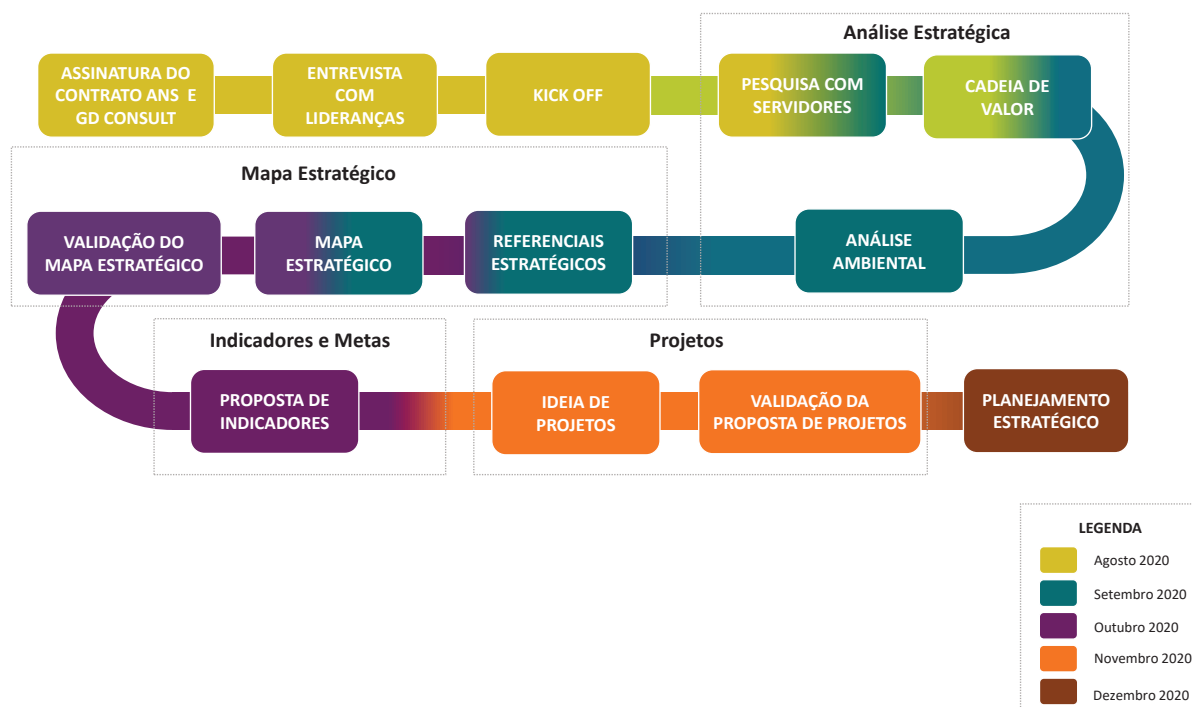 Análise Estratégica
ASSINATURA DO
CONTRATO ANS E
GD CONSULT
ENTREVISTA
COM
LIDERANÇAS
KICK OFF
PESQUISA COM
SERVIDORES
CADEIA DE
VALOR
Mapa Estratégico
VALIDAÇÃO DO
MAPA ESTRATÉGICO
MAPA
ESTRATÉGICO
REFERENCIAIS
ESTRATÉGICOS
ANÁLISE
AMBIENTAL
Indicadores e Metas
Projetos
PROPOSTA DE
INDICADORES
IDEIA DE
PROJETOS
VALIDAÇÃO DA
PROPOSTA DE PROJETOS
PLANEJAMENTO
ESTRATÉGICO
LEGENDA
Agosto 2020
Setembro 2020
Outubro 2020
Novembro 2020
Dezembro 2020